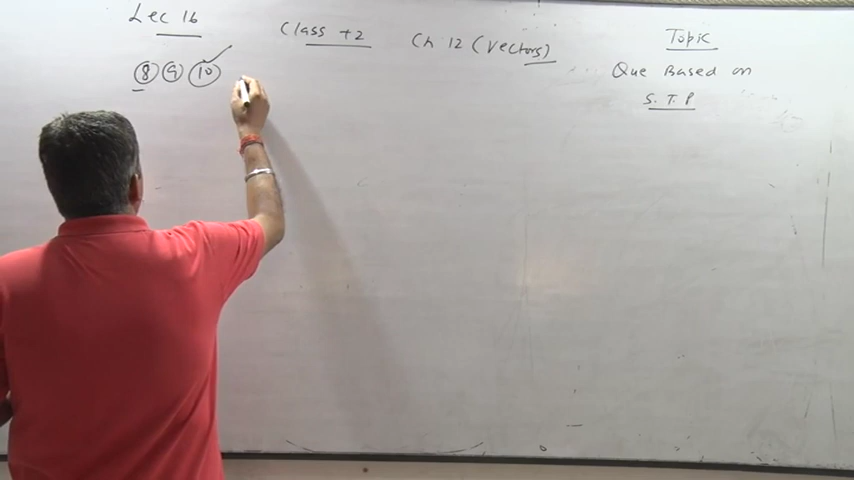 Lec 16
Class +2
Ch 12 (Vectors)
Topic
Que Based on
S. T. P
8 9 10